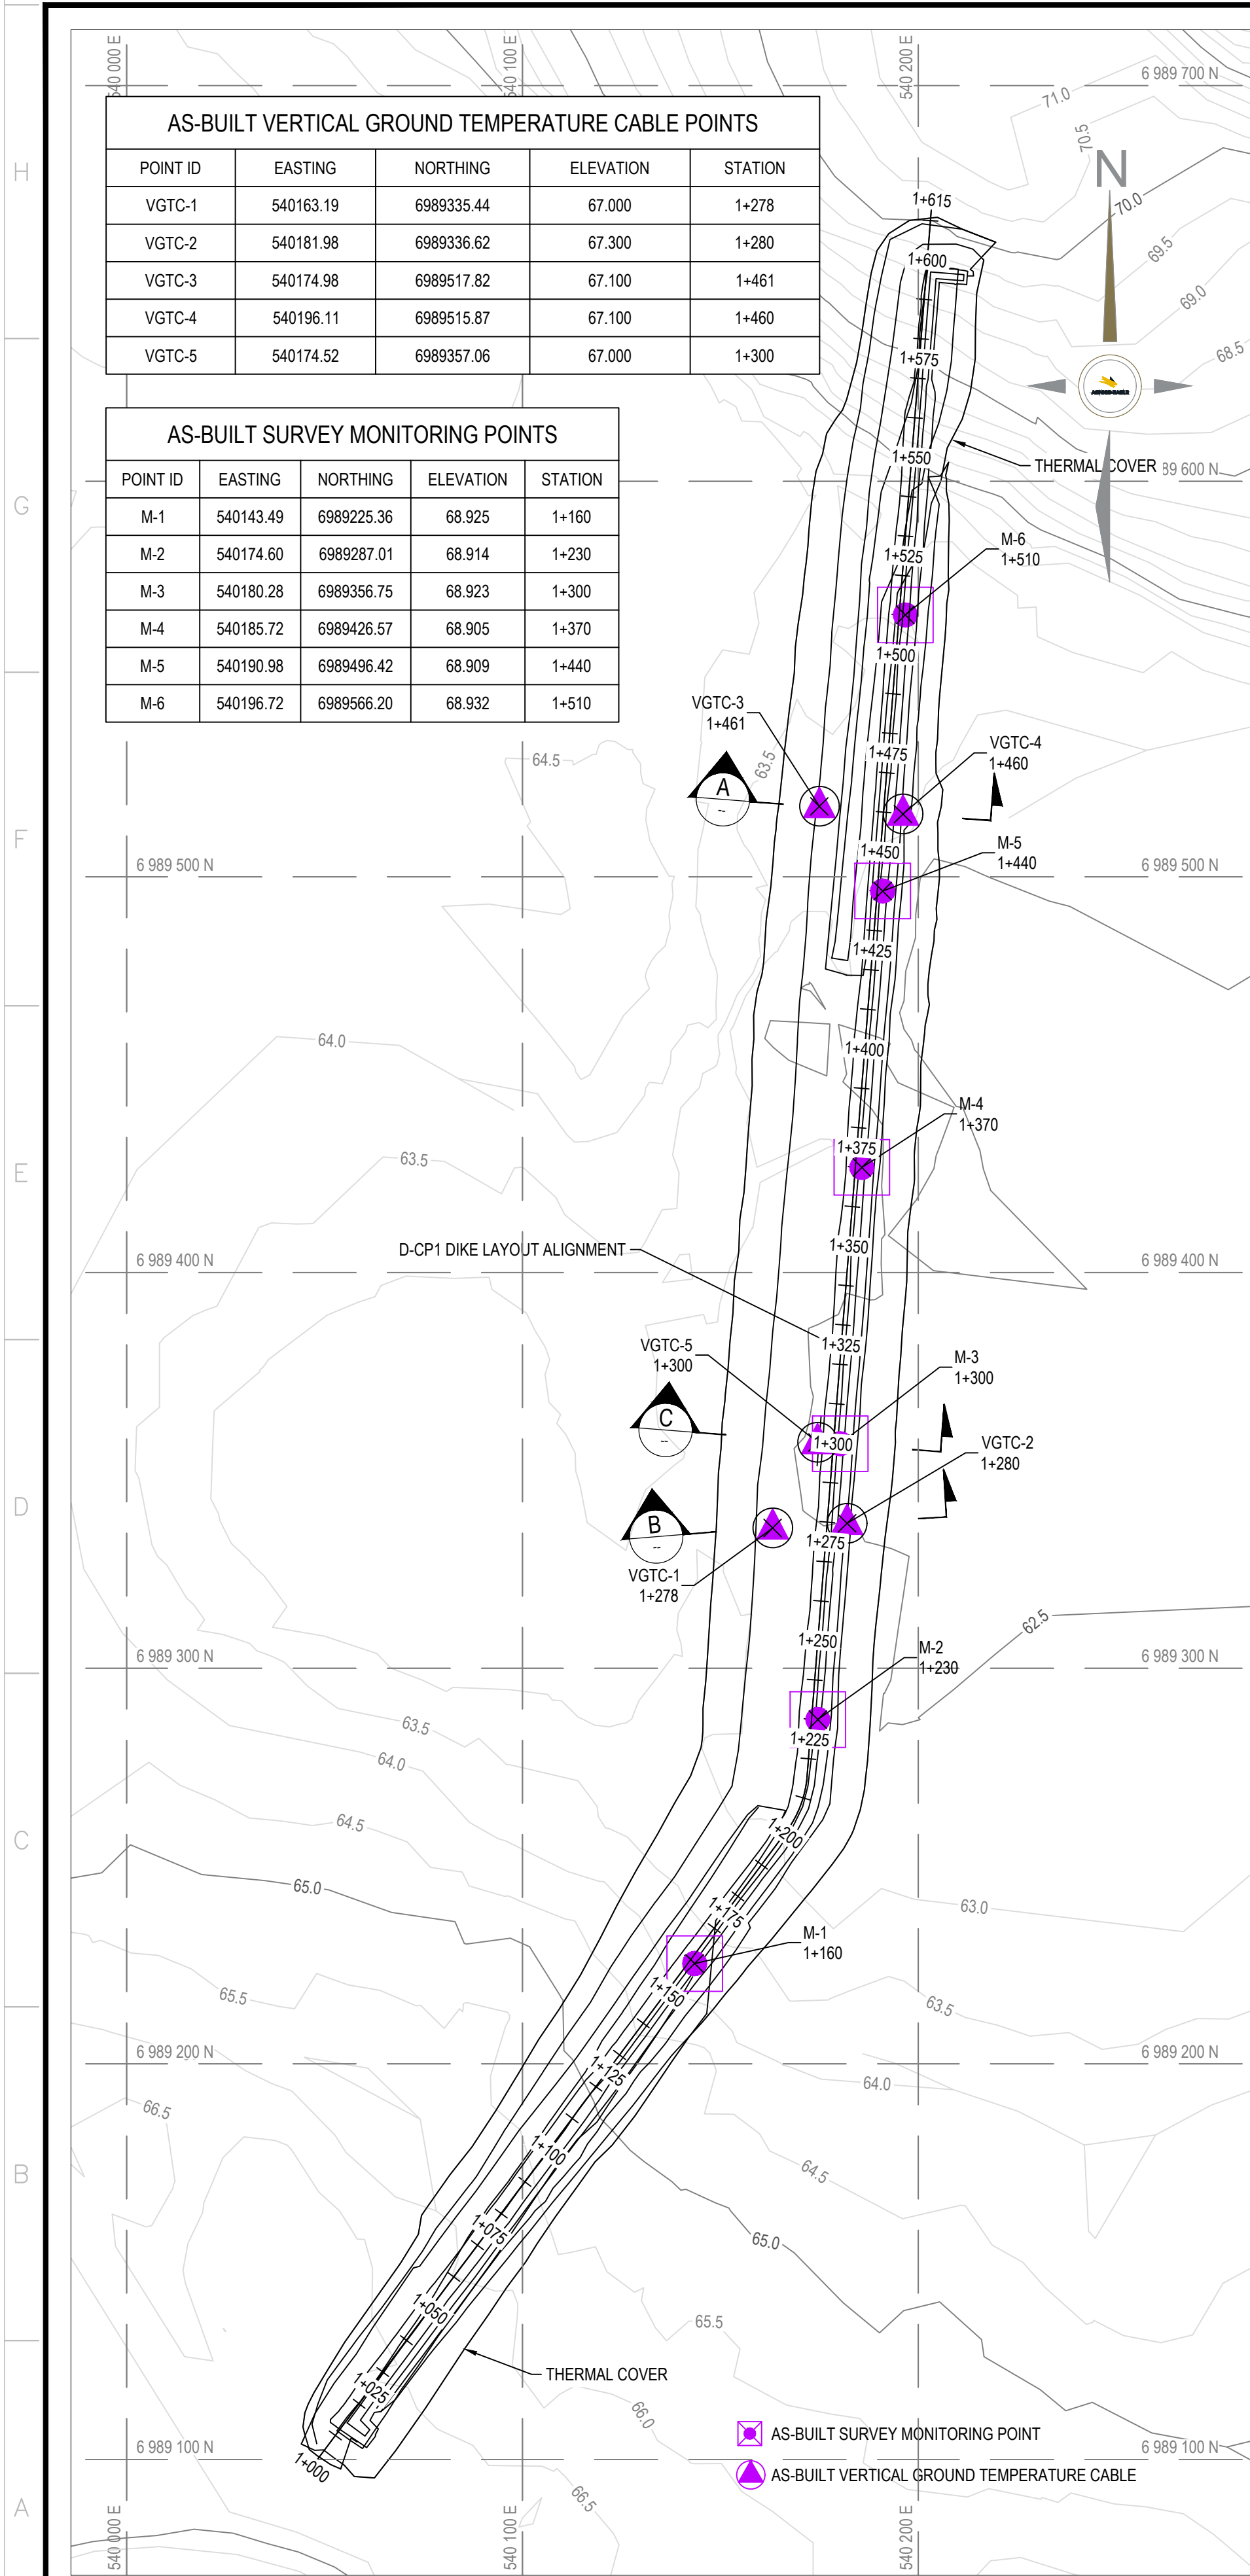 540 000 E
540 100 E
540 200 E
6 989 700 N
AS-BUILT VERTICAL GROUND TEMPERATURE CABLE POINTS
POINT ID EASTING NORTHING ELEVATION STATION
VGTC-1 540163.19 6989335.44 67.000 1+278
VGTC-2 540181.98 6989336.62 67.300 1+280
VGTC-3 540174.98 6989517.82 67.100 1+461
VGTC-4 540196.11 6989515.87 67.100 1+460
VGTC-5 540174.52 6989357.06 67.000 1+300
AS-BUILT SURVEY MONITORING POINTS
POINT ID EASTING NORTHING ELEVATION STATION
M-1 540143.49 6989225.36 68.925 1+160
M-2 540174.60 6989287.01 68.914 1+230
M-3 540180.28 6989356.75 68.923 1+300
M-4 540185.72 6989426.57 68.905 1+370
M-5 540190.98 6989496.42 68.909 1+440
M-6 540196.72 6989566.20 68.932 1+510
71.0
70.5
N
70.0
69.5
69.0
68.5
H
G
F
E
D
C
B
A
1+615
1+600
1+575
1+550
THERMAL COVER
89 600 N
1+525
M-6
1+510
1+500
VGTC-3
1+461
1+475
VGTC-4
1+460
64.5
63.5
A
--
1+450
M-5
1+440
6 989 500 N
6 989 500 N
1+425
64.0
1+400
M-4
1+370
1+375
63.5
D-CP1 DIKE LAYOUT ALIGNMENT
1+350
6 989 400 N
6 989 400 N
1+325
VGTC-5
1+300
M-3
1+300
C
--
1+300
VGTC-2
1+280
B
--
1+275
VGTC-1
1+278
62.5
1+250
M-2
1+230
6 989 300 N
6 989 300 N
63.5
1+225
64.0
64.5
1+200
65.0
63.0
1+175
M-1
1+160
65.5
1+150
63.5
6 989 200 N
6 989 200 N
1+125
64.0
66.5
1+100
64.5
1+075
65.0
1+050
65.5
THERMAL COVER
1+025
66.0
AS-BUILT SURVEY MONITORING POINT
6 989 100 N
6 989 100 N
1+000
AS-BUILT VERTICAL GROUND TEMPERATURE CABLE
66.5
540 000 E
540 100 E
540 200 E